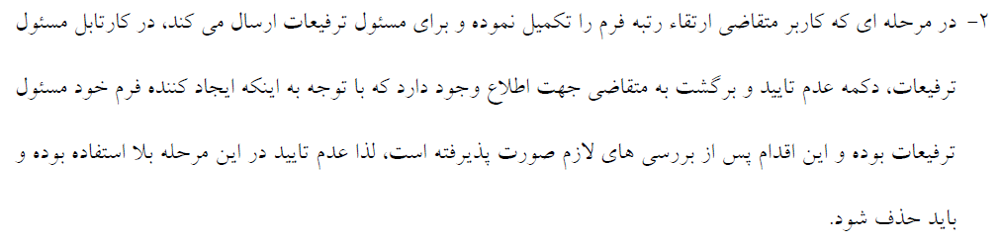 ۲- در مرحله ای که کاربر متقاضی ارتقاء رتبه فرم را تکمیل نموده و برای مسئول ترفیعات ارسال می کند، در کارتابل مسئول
ترفیعات، دکمه عدم تایید و برگشت به متقاضی جهت اطلاع وجود دارد که با توجه به اینکه ایجاد کننده فرم خود مسئول
ترفیعات بوده و این اقدام پس از بررسی های لازم صورت پذیرفته است، لذا عدم تایید در این مرحله بلا استفاده بوده و
باید حذف شود.